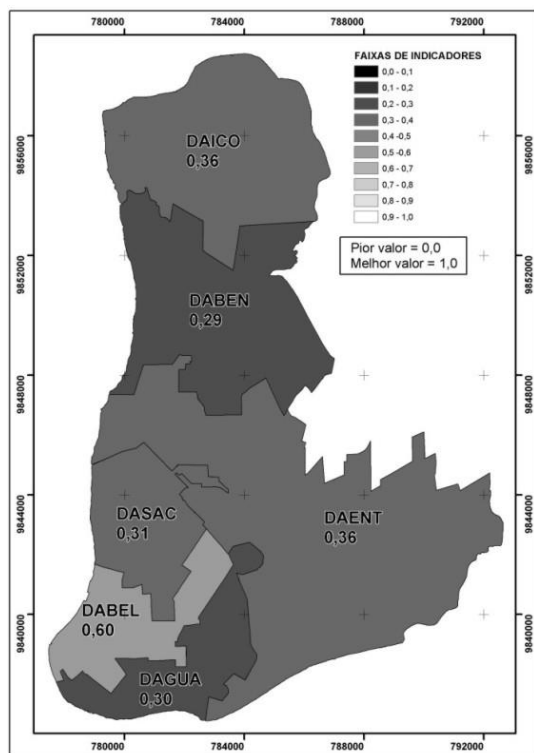 780000 784000 788000 792000
FAIXAS DE INDICADORES
0,0 - 0,1
0,1 - 0,2
0,2 - 0,3
0,3 - 0,4
0,4 -0,5
0,5 -0,6
0,6 - 0,7
0,7 - 0,8
0,8 - 0,9
0,9 - 1,0
Pior valor = 0,0
Melhor valor = 1,0
9856000
9856000
DAICO
0,36
9852000
9852000
DABEN
0,29
9848000
9848000
9844000
9844000
DASAC
0,31
DAENT
0,36
DABEL
0,60
9840000
9840000
DAGUA
0,30
780000 784000 788000 792000